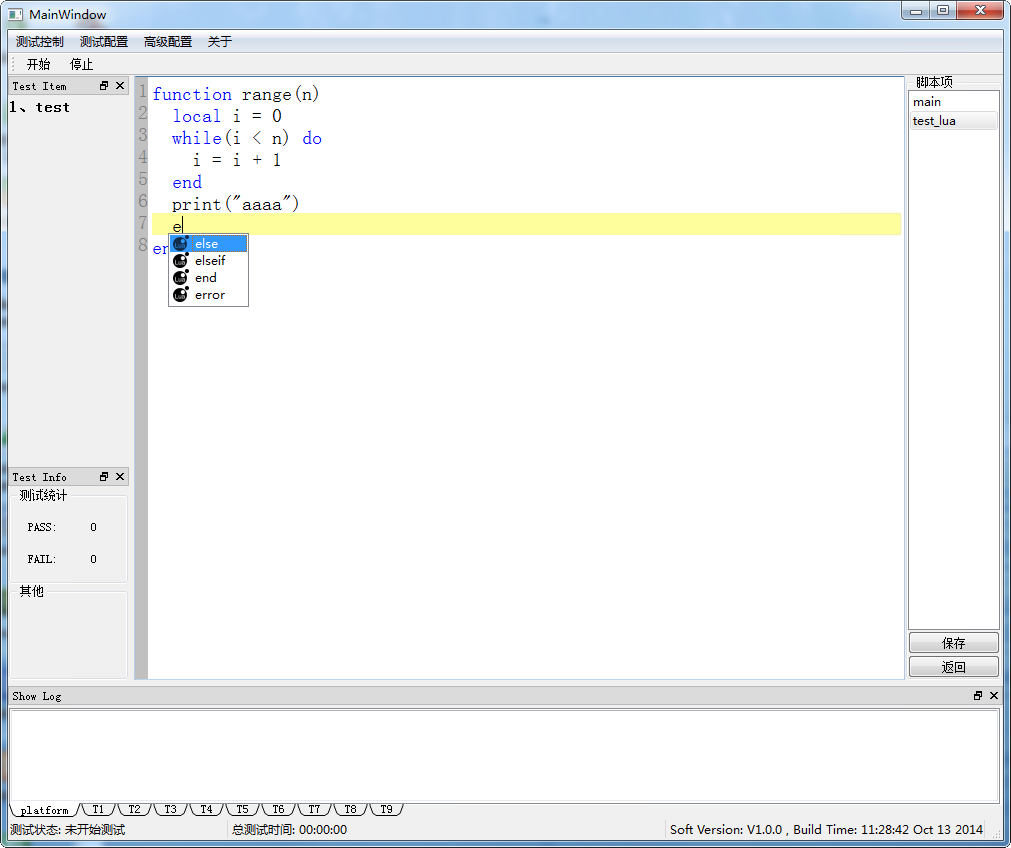 MainWindow
测试控制 测试配置 高级配置 关于
开始 停止
Test Item
1、test
1 function range(n)
2 local i = 0
3 while(i < n) do
4 i = i + 1
5 end
6 print("aaaa")
7 e
8 en
else
elseif
end
error
脚本项
main
test_lua
保存
返回
Test Info
测试统计
PASS: 0
FAIL: 0
其他
Show Log
platform T1 T2 T3 T4 T5 T6 T7 T8 T9
测试状态: 未开始测试 总测试时间: 00:00:00 Soft Version: V1.0.0 , Build Time: 11:28:42 Oct 13 2014